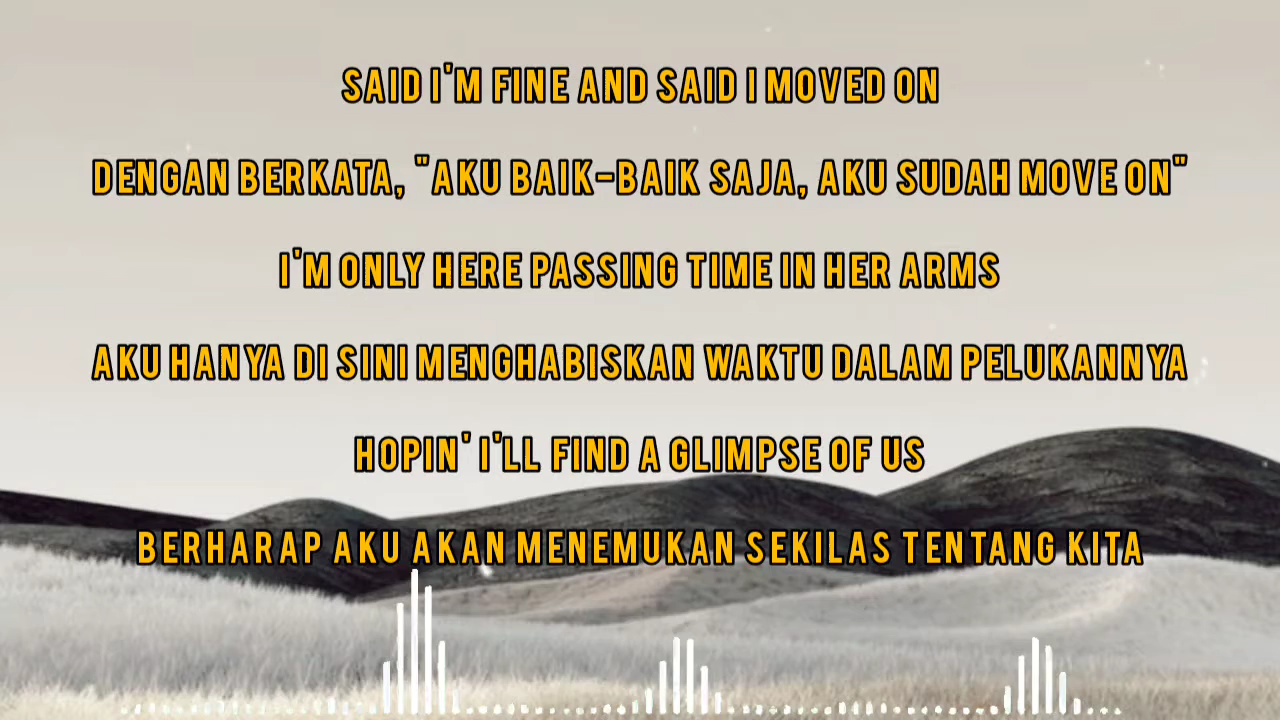 SAID I'M FINE AND SAID I MOVED ON
DENGAN BERKATA, "AKU BAIK-BAIK SAJA, AKU SUDAH MOVE ON"
I'M ONLY HERE PASSING TIME IN HER ARMS
AKU HANYA DI SINI MENGHABISKAN WAKTU DALAM PELUKANNYA
HOPIN' I'LL FIND A GLIMPSE OF US
BERHARAP AKU AKAN MENEMUKAN SEKILAS TENTANG KITA